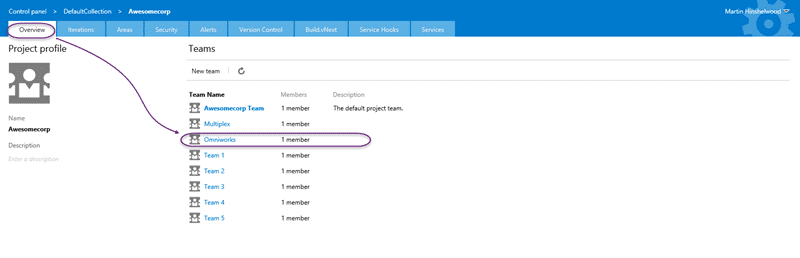 Control panel > DefaultCollection > Awesomecorp
Martin Hinshelwood
Overview Iterations Areas Security Alerts Version Control Build.vNext Service Hooks Services
Project profile
Name
Awesomecorp
Description
Enter a description
Teams
New team
Team Name Members Description
Awesomecorp Team 1 member The default project team.
Multiplex 1 member
Omniworks 1 member
Team 1 1 member
Team 2 1 member
Team 3 1 member
Team 4 1 member
Team 5 1 member